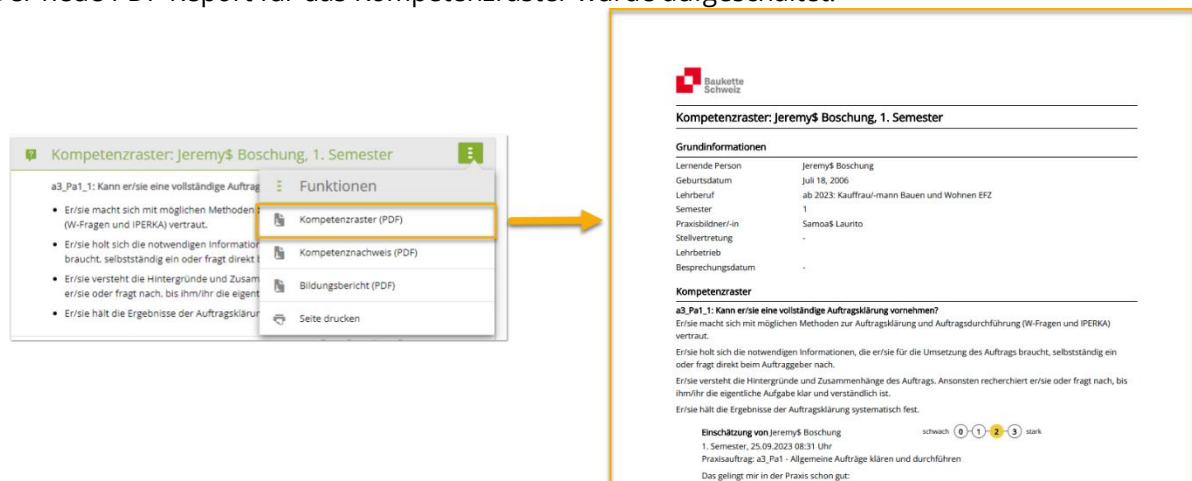 Der neue PDF Report für das Kompetenzraster wurde aufgeschaltet.
Kompetenzraster: Jeremy$ Boschung, 1. Semester
a3_Pa1_1: Kann er/sie eine vollständige Auftrag
Er/sie macht sich mit möglichen Methoden
(W-Fragen und IPERKA) vertraut.
Er/sie holt sich die notwendigen Information
braucht, selbstständig ein oder fragt direkt
Er/sie versteht die Hintergründe und Zusam
er/sie oder fragt nach, bis ihm/ihr die eigent
Er/sie hält die Ergebnisse der Auftragsklärur
Funktionen
Kompetenzraster (PDF)
Kompetenznachweis (PDF)
Bildungsbericht (PDF)
Seite drucken
Baukette
Schweiz
Kompetenzraster: Jeremy$ Boschung, 1. Semester
Grundinformationen
Lernende Person Jeremy$ Boschung
Geburtsdatum Juli 18, 2006
Lehrberuf ab 2023: Kauffrau/-mann Bauen und Wohnen EFZ
Semester 1
Praxisbildner/-in Samoa$ Laurito
Stellvertretung -
Lehrbetrieb
Besprechungsdatum -
Kompetenzraster
a3_Pa1_1: Kann er/sie eine vollständige Auftragsklärung vornehmen?
Er/sie macht sich mit möglichen Methoden zur Auftragsklärung und Auftragsdurchführung (W-Fragen und IPERKA)
vertraut.
Er/sie holt sich die notwendigen Informationen, die er/sie für die Umsetzung des Auftrags braucht, selbstständig ein
oder fragt direkt beim Auftraggeber nach.
Er/sie versteht die Hintergründe und Zusammenhänge des Auftrags. Ansonsten recherchiert er/sie oder fragt nach, bis
ihm/ihr die eigentliche Aufgabe klar und verständlich ist.
Er/sie hält die Ergebnisse der Auftragsklärung systematisch fest.
Einschätzung von Jeremy$ Boschung schwach 0 1 2 3 stark
1. Semester, 25.09.2023 08:31 Uhr
Praxisauftrag: a3_Pa1 - Allgemeine Aufträge klären und durchführen
Das gelingt mir in der Praxis schon gut: